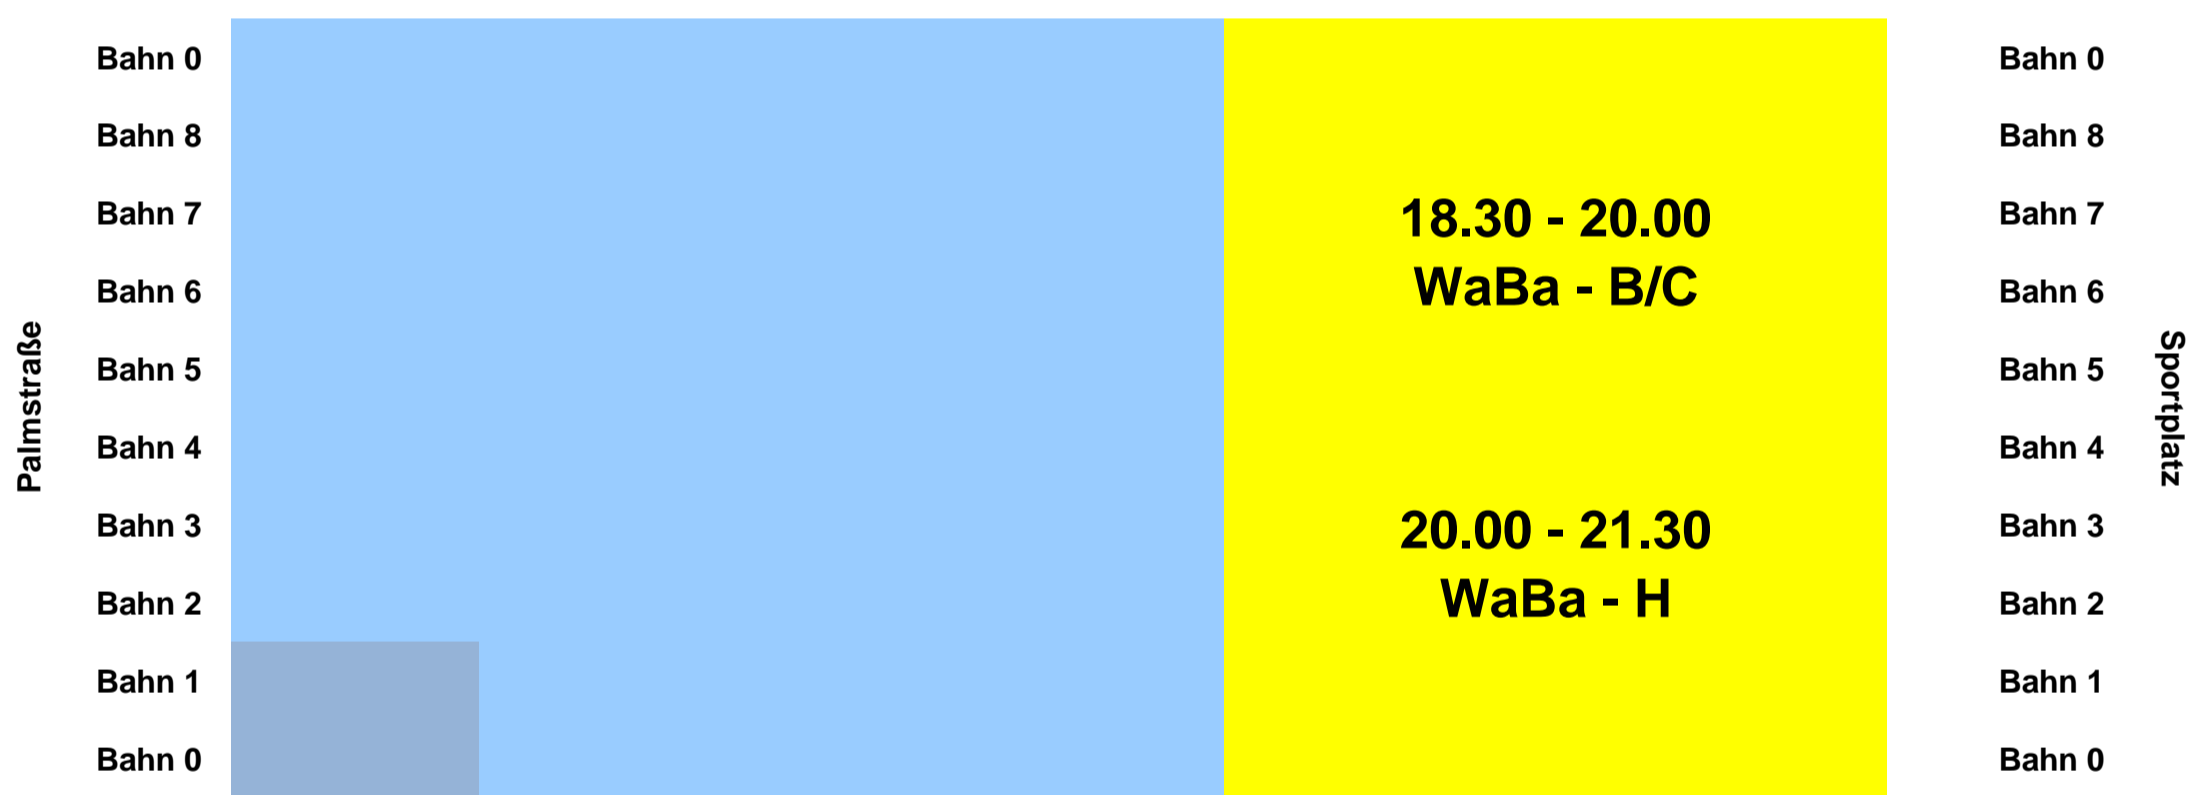 Palmstraße
Bahn 0
Bahn 8
Bahn 7
Bahn 6
Bahn 5
Bahn 4
Bahn 3
Bahn 2
Bahn 1
Bahn 0
18.30 - 20.00
WaBa - B/C
20.00 - 21.30
WaBa - H
Bahn 0
Bahn 8
Bahn 7
Bahn 6
Bahn 5
Bahn 4
Bahn 3
Bahn 2
Bahn 1
Bahn 0
Sportplatz